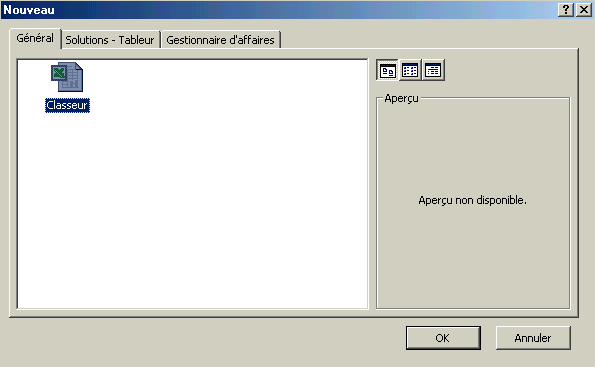 Nouveau
Général Solutions - Tableur Gestionnaire d'affaires
Classeur
Aperçu
Aperçu non disponible.
OK Annuler